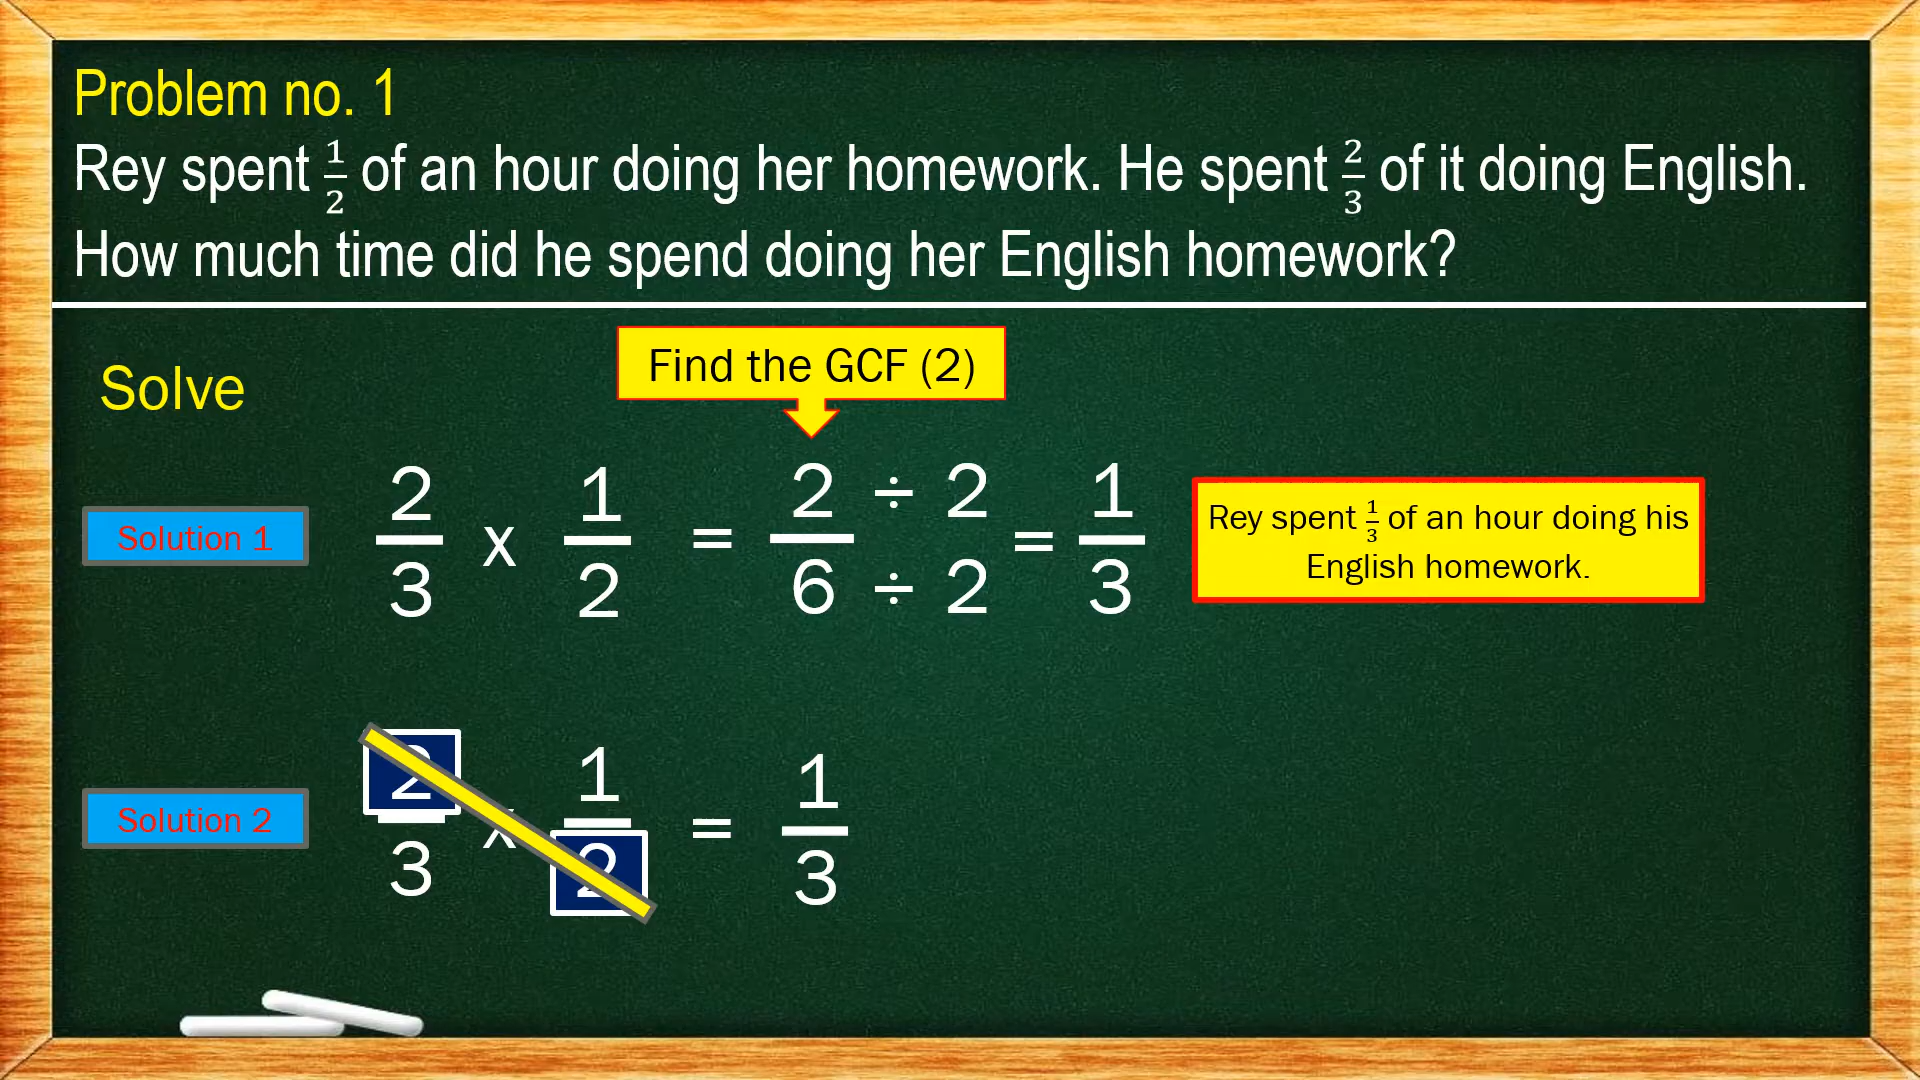 Problem no. 1
Rey spent 1/2 of an hour doing her homework. He spent 2/3 of it doing English.
How much time did he spend doing her English homework?
Find the GCF (2)
Solve
Solution 1
2/3 x 1/2 = 2 ÷ 2 / 6 ÷ 2 = 1/3
Rey spent 1/3 of an hour doing his
English homework.
Solution 2
2/3 x 1/2 = 1/3